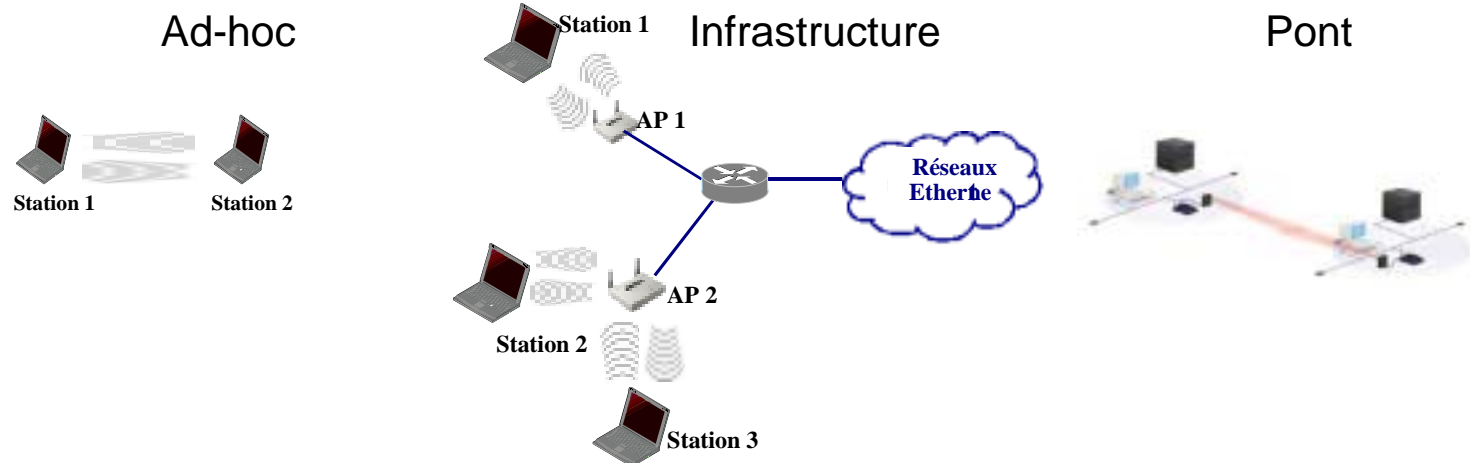 Ad-hoc
Station 1
Station 2
Infrastructure
Station 1
AP 1
Réseaux
Etherthe
AP 2
Station 2
Station 3
Pont